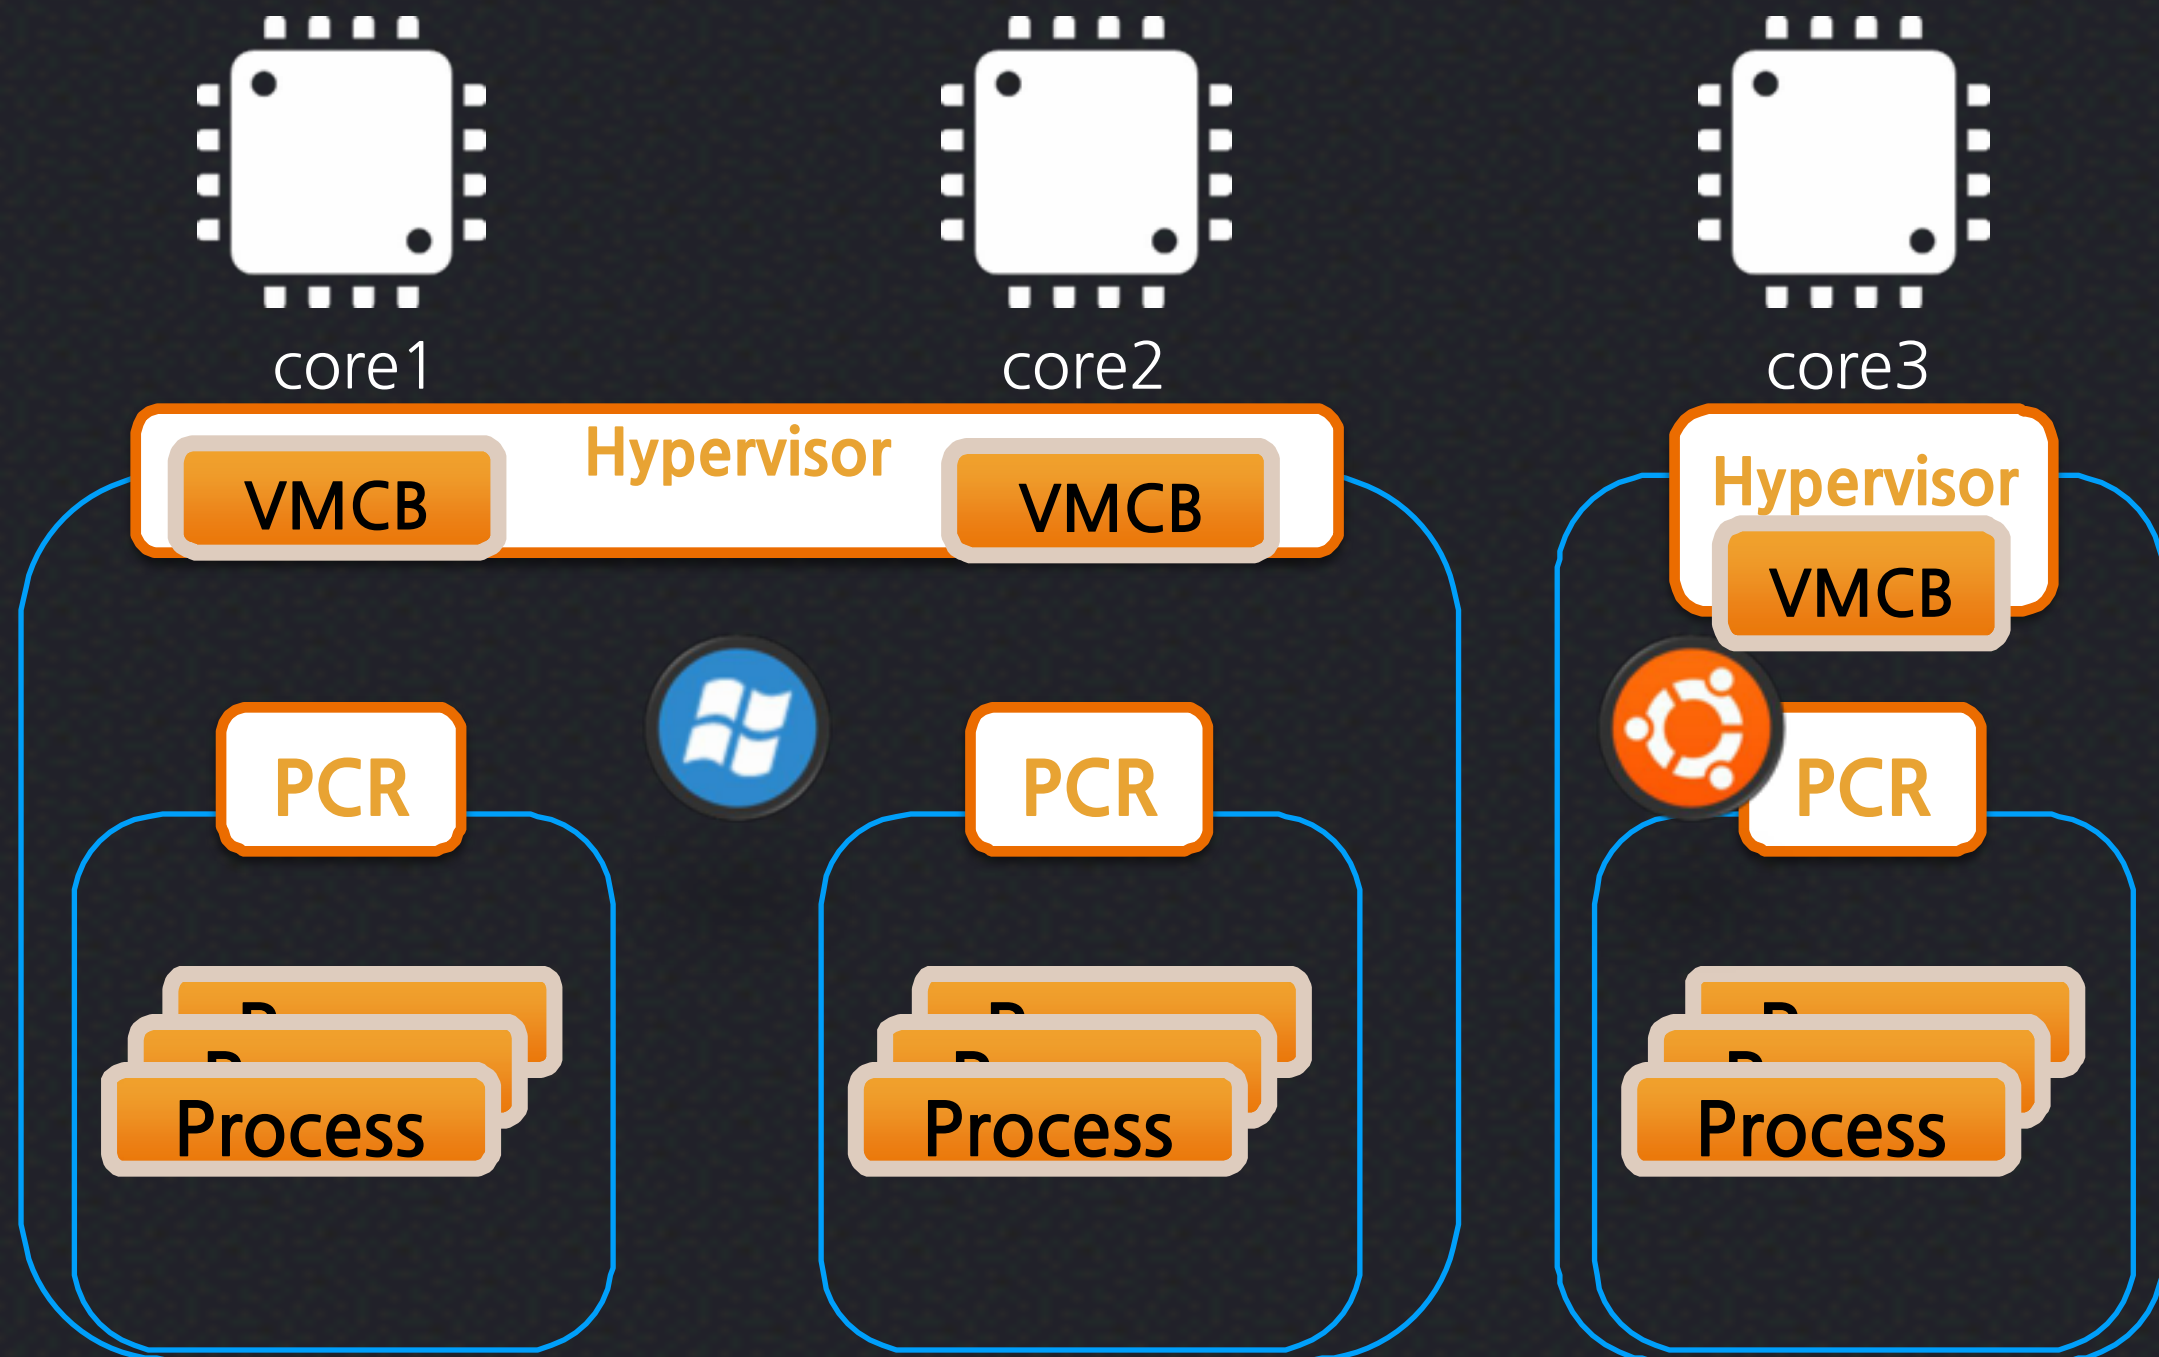 core1
core2
core3
Hypervisor
VMCB
VMCB
Hypervisor
VMCB
PCR
PCR
PCR
Process
Process
Process